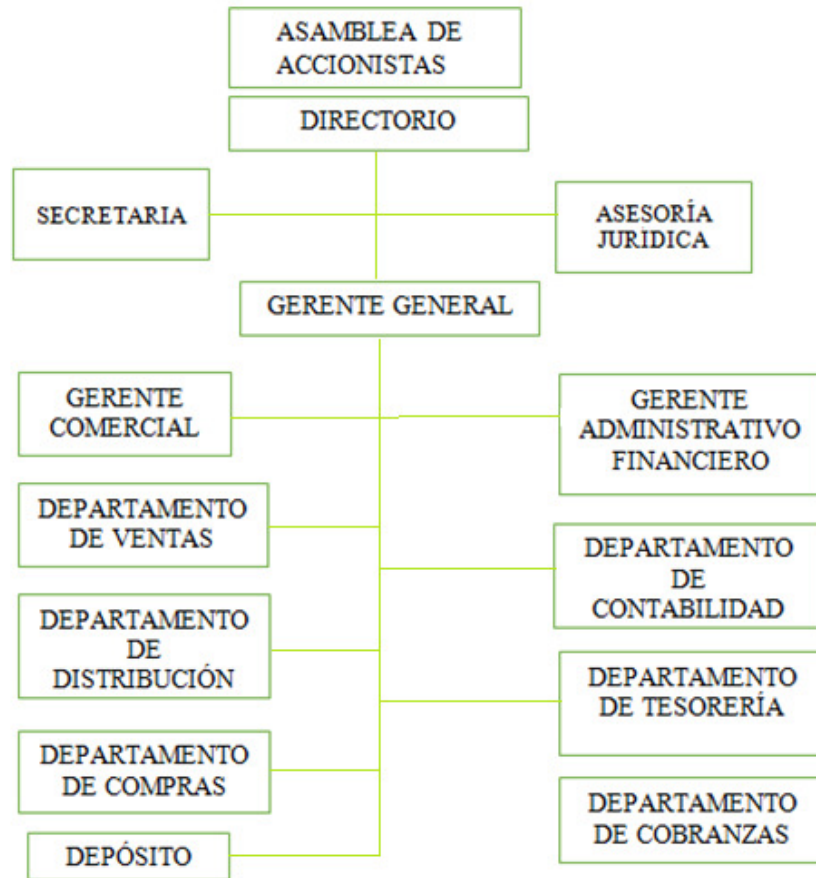 ASAMBLEA DE
ACCIONISTAS
DIRECTORIO
SECRETARIA
ASESORÍA
JURÍDICA
GERENTE GENERAL
GERENTE
COMERCIAL
GERENTE
ADMINISTRATIVO
FINANCIERO
DEPARTAMENTO
DE VENTAS
DEPARTAMENTO
DE
CONTABILIDAD
DEPARTAMENTO
DE
DISTRIBUCIÓN
DEPARTAMENTO
DE TESORERÍA
DEPARTAMENTO
DE COMPRAS
DEPARTAMENTO
DE COBRANZAS
DEPÓSITO